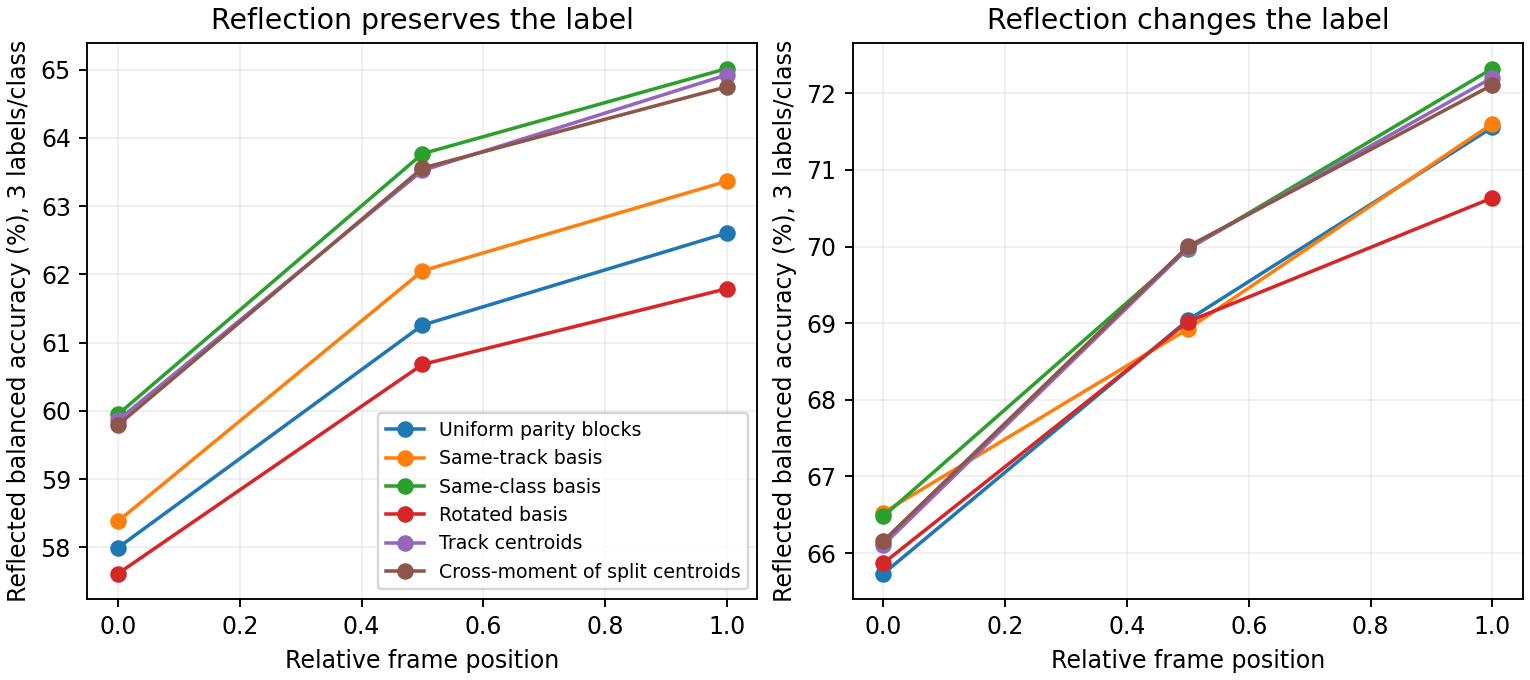 Reflection preserves the label
Reflected balanced accuracy (%), 3 labels/class
65
64
63
62
61
60
59
58
0.0 0.2 0.4 0.6 0.8 1.0
Relative frame position
Uniform parity blocks
Same-track basis
Same-class basis
Rotated basis
Track centroids
Cross-moment of split centroids
Reflection changes the label
Reflected balanced accuracy (%), 3 labels/class
72
71
70
69
68
67
66
0.0 0.2 0.4 0.6 0.8 1.0
Relative frame position